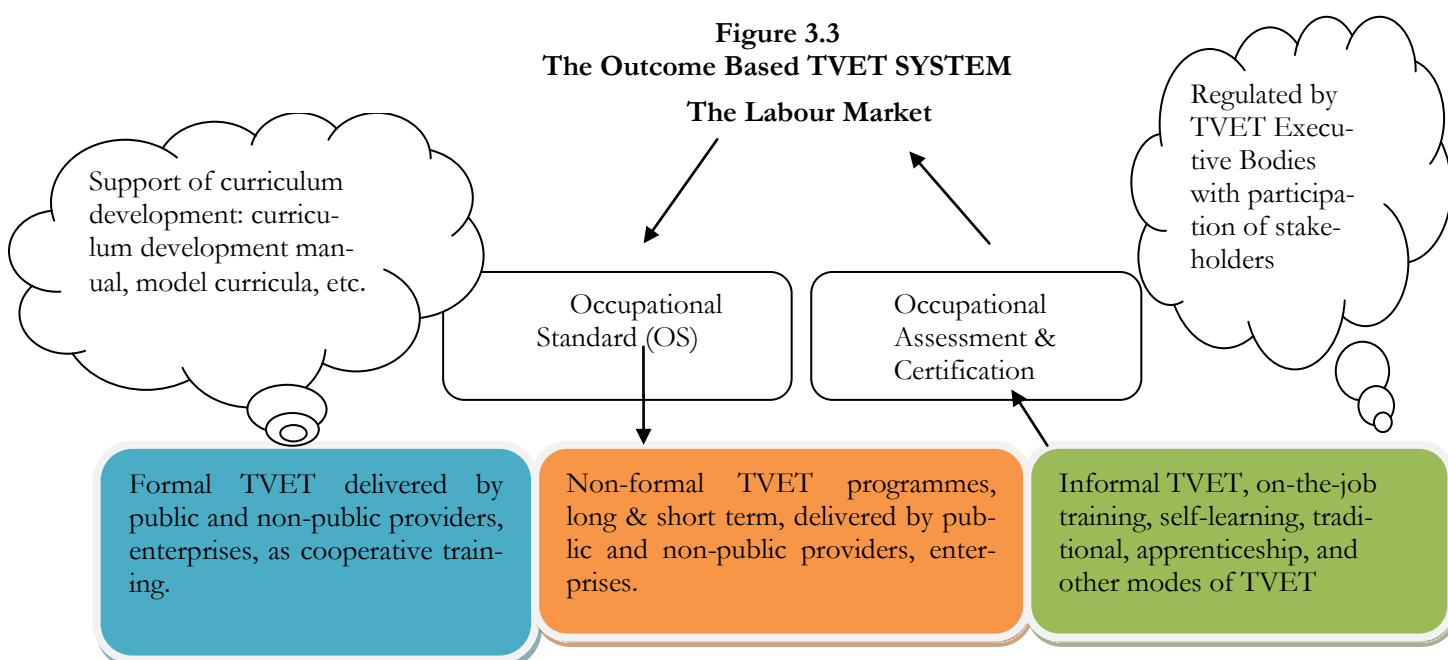 Figure 3.3
The Outcome Based TVET SYSTEM
The Labour Market
Support of curriculum
development: curricu-
lum development man-
ual, model curricula, etc.
Regulated by
TVET Execu-
tive Bodies
with participa-
tion of stake-
holders
Occupational
Standard (OS)
Occupational
Assessment &
Certification
Formal TVET delivered by
public and non-public providers,
enterprises, as cooperative train-
ing.
Non-formal TVET programmes,
long & short term, delivered by pub-
lic and non-public providers, enter-
prises.
Informal TVET, on-the-job
training, self-learning, tradi-
tional, apprenticeship, and
other modes of TVET